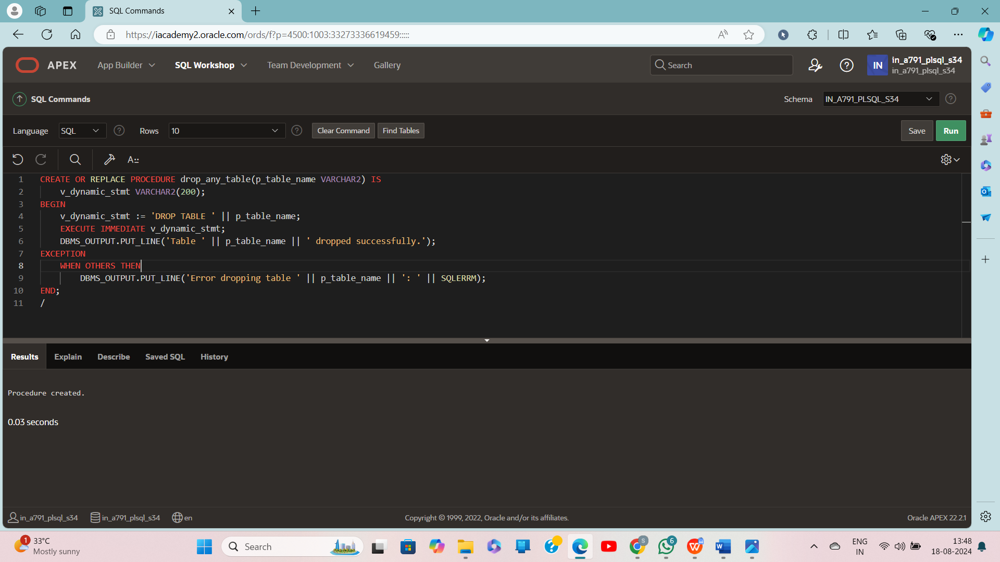 SQL Commands
https://iacademy2.oracle.com/ords/f?p=4500:1003:33273336619459:::::
APEX
App Builder
SQL Workshop
Team Development
Gallery
Search
IN
in_a791_plsql_s34
in_a791_plsql_s34
SQL Commands
Schema
IN_A791_PLSQL_S34
Language
SQL
Rows
10
Clear Command
Find Tables
Save
Run
1 CREATE OR REPLACE PROCEDURE drop_any_table(p_table_name VARCHAR2) IS
2 v_dynamic_stmt VARCHAR2(200);
3 BEGIN
4 v_dynamic_stmt := 'DROP TABLE ' || p_table_name;
5 EXECUTE IMMEDIATE v_dynamic_stmt;
6 DBMS_OUTPUT.PUT_LINE('Table ' || p_table_name || ' dropped successfully.');
7 EXCEPTION
8 WHEN OTHERS THEN
9 DBMS_OUTPUT.PUT_LINE('Error dropping table ' || p_table_name || ': ' || SQLERRM);
10 END;
11 /
Results
Explain
Describe
Saved SQL
History
Procedure created.
0.03 seconds
in_a791_plsql_s34
in_a791_plsql_s34
en
Copyright © 1999, 2022, Oracle and/or its affiliates.
Oracle APEX 22.2.1
1
33°C
Mostly sunny
Search
S
6
ENG
IN
13:48
18-08-2024